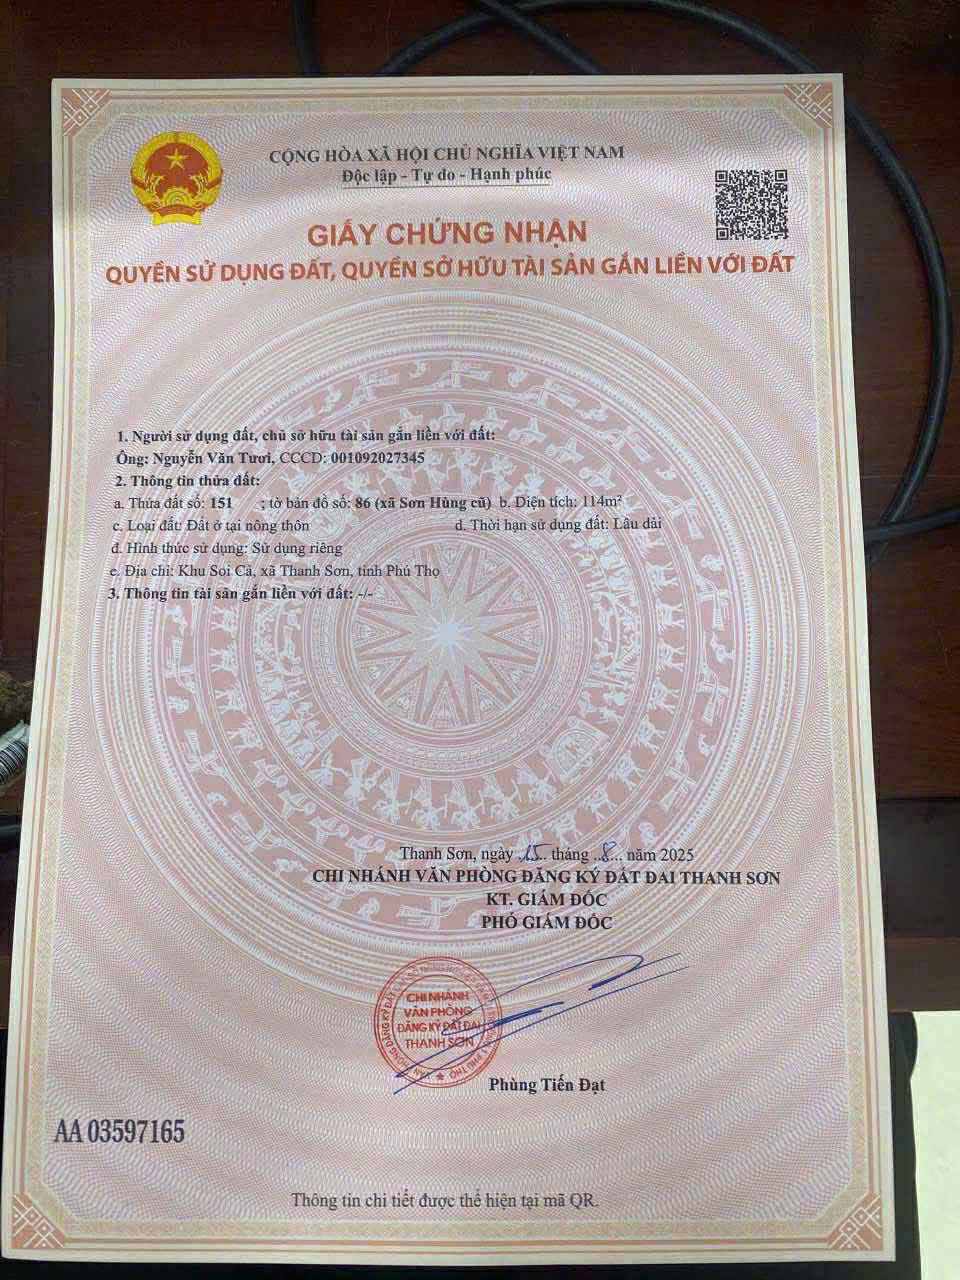 CỘNG HÒA XÃ HỘI CHỦ NGHĨA VIỆT NAM
Độc lập - Tự do - Hạnh phúc
GIẤY CHỨNG NHẬN
QUYỀN SỬ DỤNG ĐẤT, QUYỀN SỞ HỮU TÀI SẢN GẮN LIỀN VỚI ĐẤT
1. Người sử dụng đất, chủ sở hữu tài sản gắn liền với đất:
Ông: Nguyễn Văn Tươi, CCCD: 001092027345
2. Thông tin thửa đất:
a. Thửa đất số: 151 ; tờ bản đồ số: 86 (xã Sơn Hùng cũ) b. Diện tích: 114m²
c. Loại đất: Đất ở tại nông thôn d. Thời hạn sử dụng đất: Lâu dài
đ. Hình thức sử dụng: Sử dụng riêng
e. Địa chỉ: Khu Soi Cả, xã Thanh Sơn, tỉnh Phú Thọ
3. Thông tin tài sản gắn liền với đất: -/-
Thanh Sơn, ngày 15 tháng 8 năm 2025
CHI NHÁNH VĂN PHÒNG ĐĂNG KÝ ĐẤT ĐAI THANH SƠN
KT. GIÁM ĐỐC
PHÓ GIÁM ĐỐC
CHI NHÁNH
VĂN PHÒNG
ĐĂNG KÝ ĐẤT ĐAI
THANH SƠN
Phùng Tiến Đạt
AA 03597165
Thông tin chi tiết được thể hiện tại mã QR.